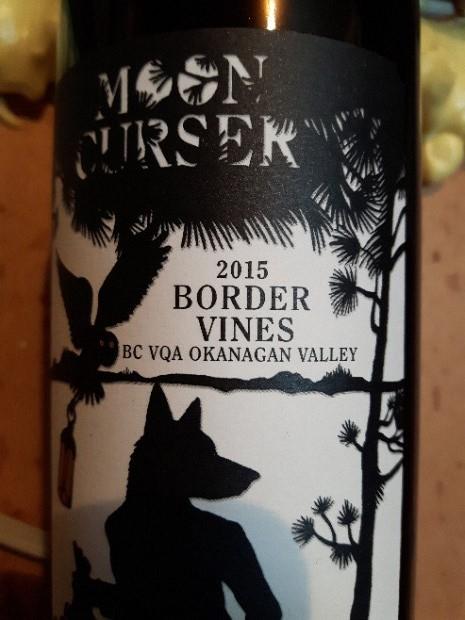 MOON
CURSER
2015
BORDER
VINES
BC VQA OKANAGAN VALLEY